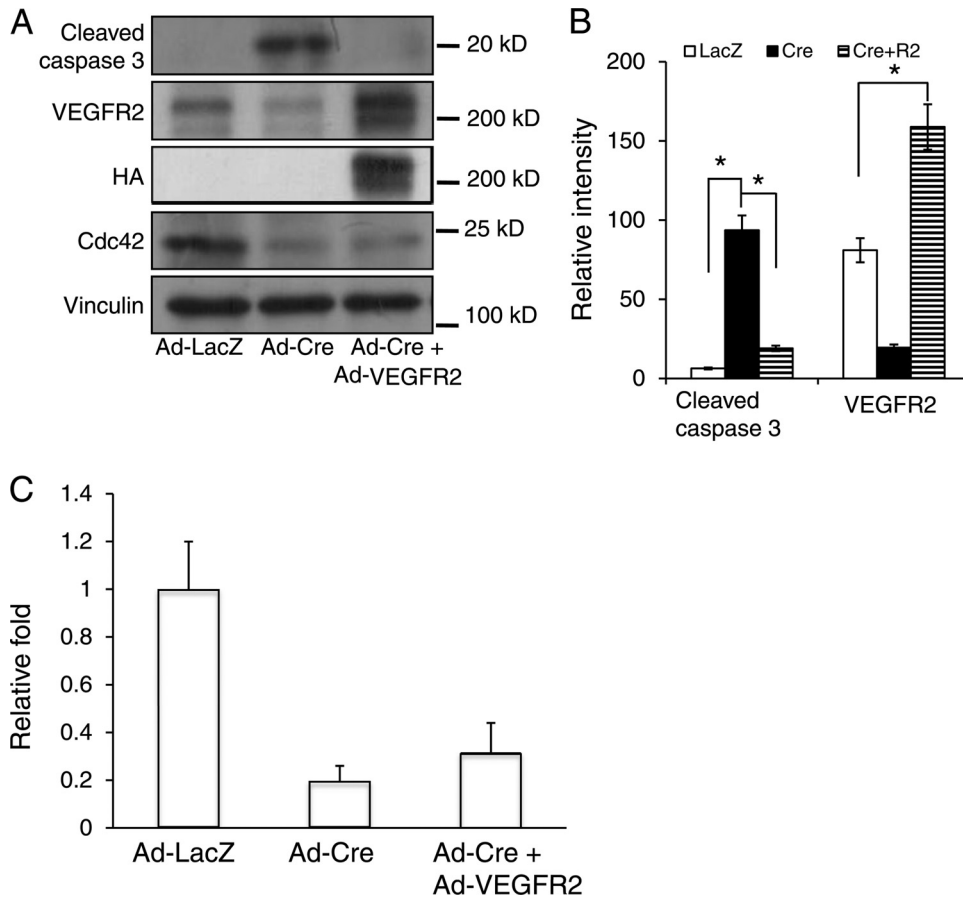 A
Cleaved
caspase 3
20 kD
VEGFR2
200 kD
HA
200 kD
Cdc42
25 kD
Vinculin
100 kD
Ad-LacZ Ad-Cre Ad-Cre +
Ad-VEGFR2
B
LacZ Cre Cre+R2
200
150
100
50
0
Relative intensity
* * *
Cleaved
caspase 3
VEGFR2
C
1.4
1.2
1
0.8
0.6
0.4
0.2
0
Relative fold
Ad-LacZ Ad-Cre Ad-Cre +
Ad-VEGFR2